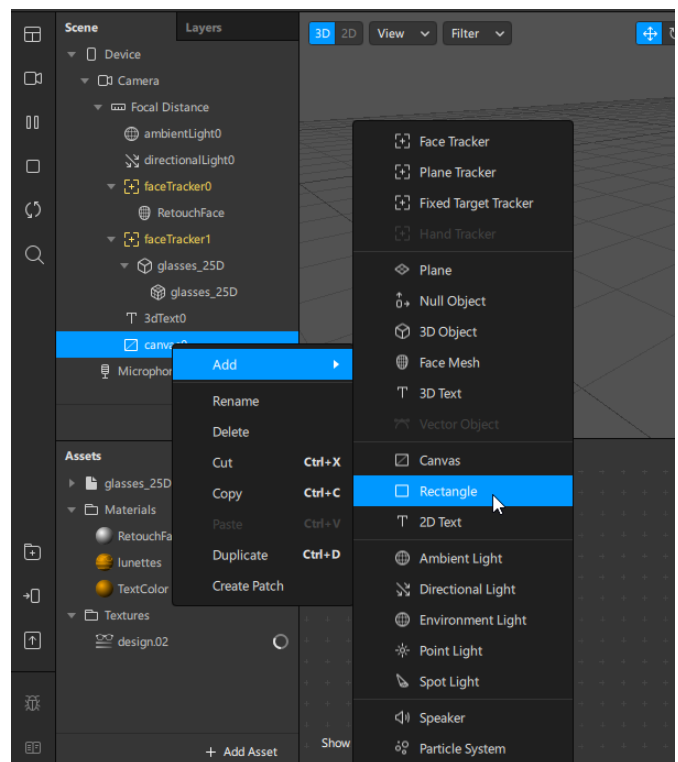 Scene
Layers
Device
Camera
Focal Distance
ambientLight0
directionalLight0
faceTracker0
RetouchFace
faceTracker1
glasses_25D
glasses_25D
3dText0
Assets
glasses_25D
Materials
lunettes
TextColor
Textures
design.02
+ Add Asset
3D 2D View Filter
Add
Rename
Delete
Cut Ctrl+X
Copy Ctrl+C
Paste Ctrl+V
Duplicate Ctrl+D
Create Patch
Face Tracker
Plane Tracker
Fixed Target Tracker
Hand Tracker
Plane
Null Object
3D Object
Face Mesh
3D Text
Vector Object
Canvas
Rectangle
2D Text
Ambient Light
Directional Light
Environment Light
Point Light
Spot Light
Speaker
Particle System
Show